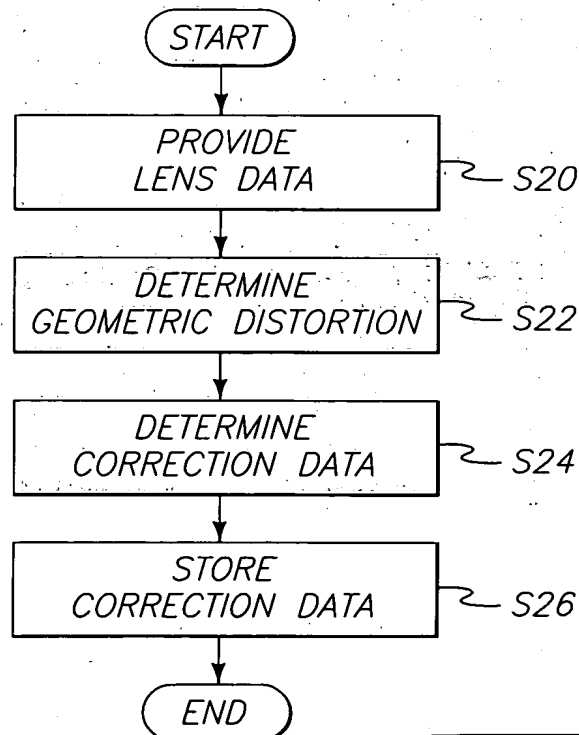 START
PROVIDE
LENS DATA
S20
DETERMINE
GEOMETRIC DISTORTION
S22
DETERMINE
CORRECTION DATA
S24
STORE
CORRECTION DATA
S26
END